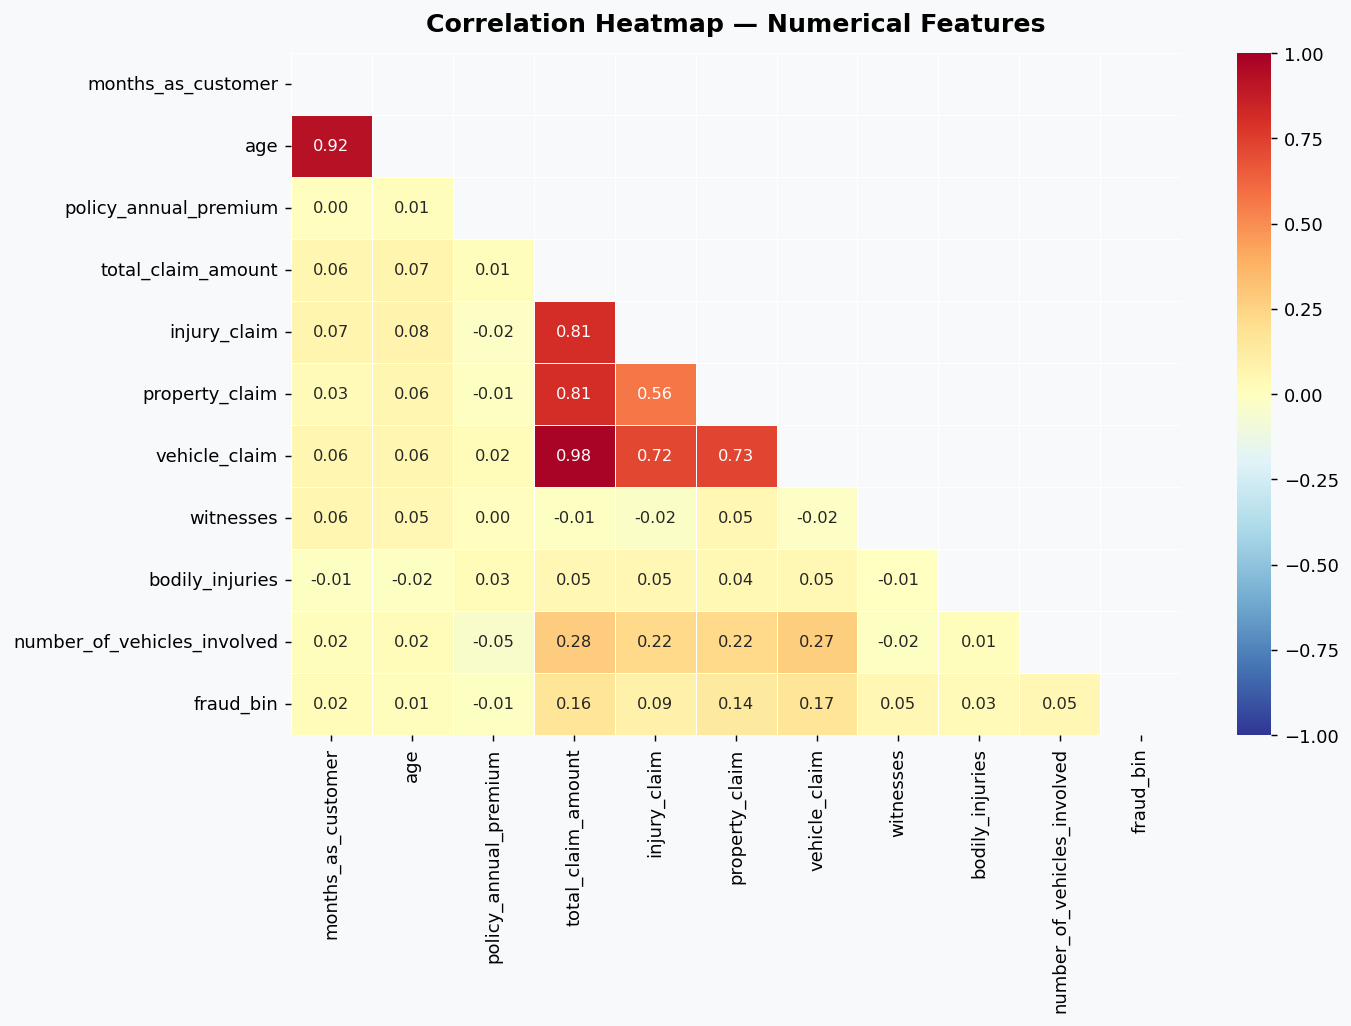 Correlation Heatmap — Numerical Features
months_as_customer
age 0.92
policy_annual_premium 0.00 0.01
total_claim_amount 0.06 0.07 0.01
injury_claim 0.07 0.08 -0.02 0.81
property_claim 0.03 0.06 -0.01 0.81 0.56
vehicle_claim 0.06 0.06 0.02 0.98 0.72 0.73
witnesses 0.06 0.05 0.00 -0.01 -0.02 0.05 -0.02
bodily_injuries -0.01 -0.02 0.03 0.05 0.05 0.04 0.05 -0.01
number_of_vehicles_involved 0.02 0.02 -0.05 0.28 0.22 0.22 0.27 -0.02 0.01
fraud_bin 0.02 0.01 -0.01 0.16 0.09 0.14 0.17 0.05 0.03 0.05
months_as_customer
age
policy_annual_premium
total_claim_amount
injury_claim
property_claim
vehicle_claim
witnesses
bodily_injuries
number_of_vehicles_involved
fraud_bin
1.00
0.75
0.50
0.25
0.00
−0.25
−0.50
−0.75
−1.00